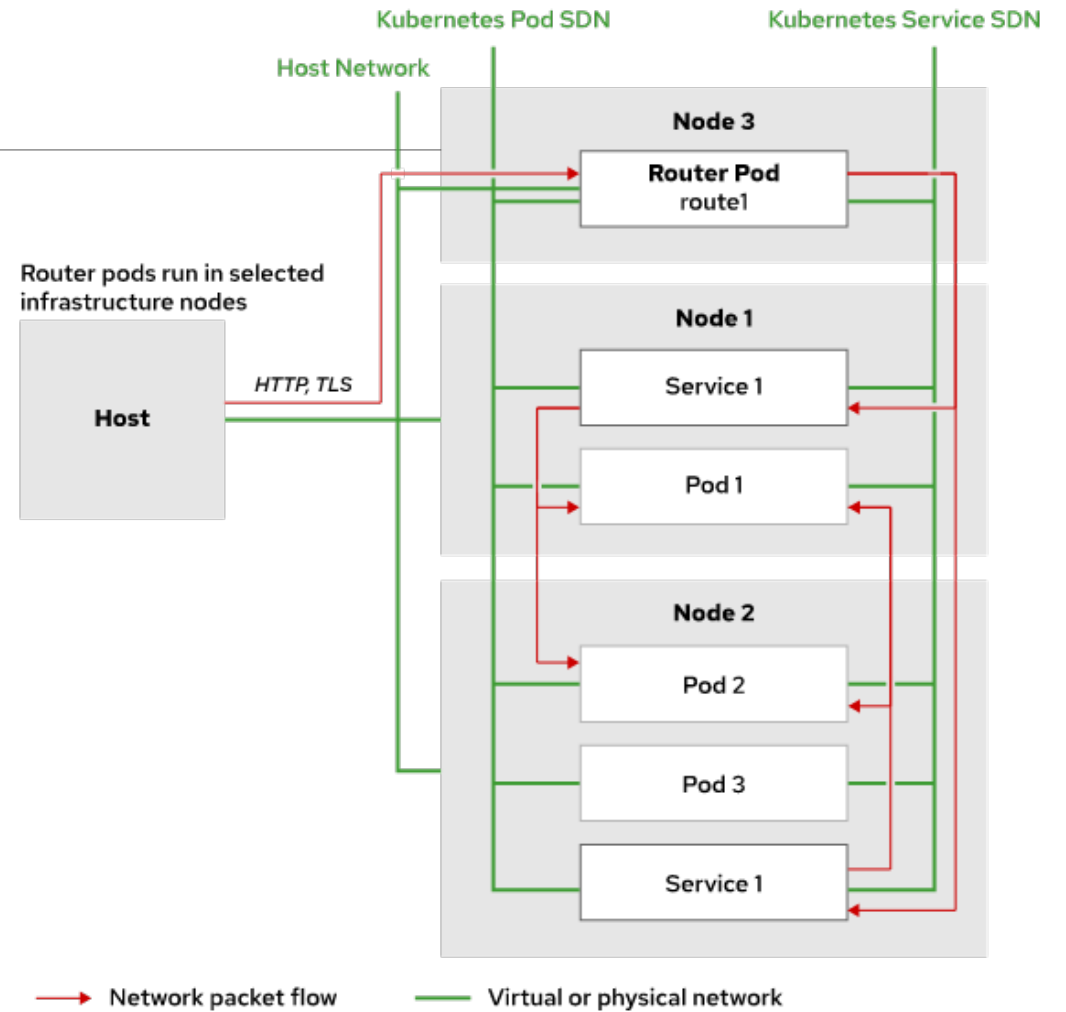 Kubernetes Pod SDN
Kubernetes Service SDN
Host Network
Node 3
Router Pod
route1
Router pods run in selected
infrastructure nodes
Node 1
HTTP, TLS
Service 1
Host
Pod 1
Node 2
Pod 2
Pod 3
Service 1
Network packet flow
Virtual or physical network